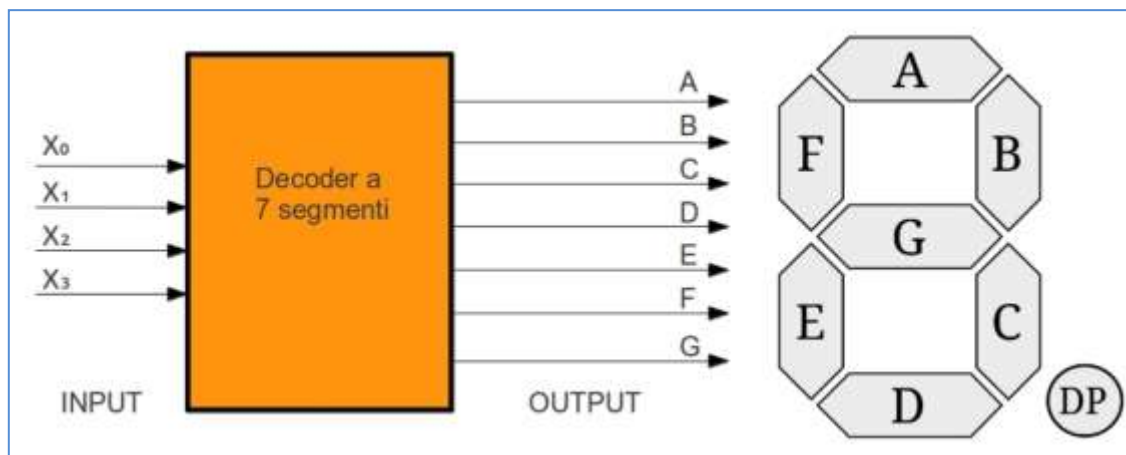 X₀
X₁
X₂
X₃
INPUT
Decoder a
7 segmenti
A
B
C
D
E
F
G
OUTPUT
A
F
B
G
E
C
D
DP